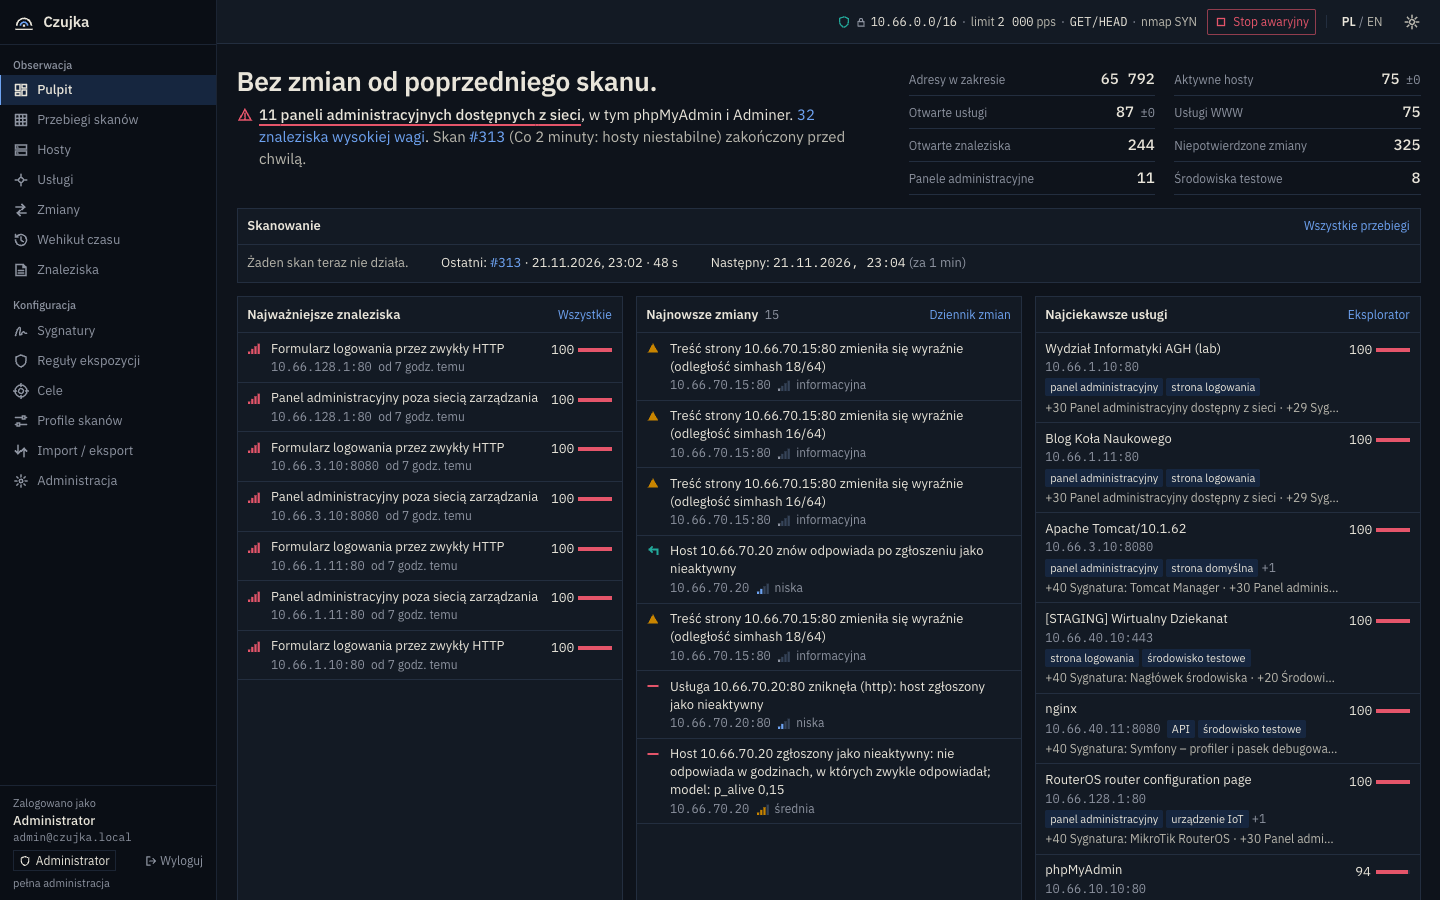 Czujka
10.66.0.0/16 · limit 2 000 pps · GET/HEAD · nmap SYN
Stop awaryjny
PL / EN
Obserwacja
Pulpit
Przebiegi skanów
Hosty
Usługi
Zmiany
Wehikuł czasu
Znaleziska
Konfiguracja
Sygnatury
Reguły ekspozycji
Cele
Profile skanów
Import / eksport
Administracja
Zalogowano jako
Administrator
admin@czujka.local
Administrator
Wyloguj
pełna administracja
Bez zmian od poprzedniego skanu.
11 paneli administracyjnych dostępnych z sieci, w tym phpMyAdmin i Adminer. 32
znaleziska wysokiej wagi. Skan #313 (Co 2 minuty: hosty niestabilne) zakończony przed
chwilą.
Adresy w zakresie 65 792
Aktywne hosty 75 ±0
Otwarte usługi 87 ±0
Usługi WWW 75
Otwarte znaleziska 244
Niepotwierdzone zmiany 325
Panele administracyjne 11
Środowiska testowe 8
Skanowanie
Wszystkie przebiegi
Żaden skan teraz nie działa.
Ostatni: #313 · 21.11.2026, 23:02 · 48 s
Następny: 21.11.2026, 23:04 (za 1 min)
Najważniejsze znaleziska
Wszystkie
Formularz logowania przez zwykły HTTP 100
10.66.128.1:80 od 7 godz. temu
Panel administracyjny poza siecią zarządzania 100
10.66.128.1:80 od 7 godz. temu
Formularz logowania przez zwykły HTTP 100
10.66.3.10:8080 od 7 godz. temu
Panel administracyjny poza siecią zarządzania 100
10.66.3.10:8080 od 7 godz. temu
Formularz logowania przez zwykły HTTP 100
10.66.1.11:80 od 7 godz. temu
Panel administracyjny poza siecią zarządzania 100
10.66.1.11:80 od 7 godz. temu
Formularz logowania przez zwykły HTTP 100
10.66.1.10:80 od 7 godz. temu
Najnowsze zmiany 15
Dziennik zmian
Treść strony 10.66.70.15:80 zmieniła się wyraźnie
(odległość simhash 18/64)
10.66.70.15:80 informacyjna
Treść strony 10.66.70.15:80 zmieniła się wyraźnie
(odległość simhash 16/64)
10.66.70.15:80 informacyjna
Treść strony 10.66.70.15:80 zmieniła się wyraźnie
(odległość simhash 16/64)
10.66.70.15:80 informacyjna
Host 10.66.70.20 znów odpowiada po zgłoszeniu jako
nieaktywny
10.66.70.20 niska
Treść strony 10.66.70.15:80 zmieniła się wyraźnie
(odległość simhash 18/64)
10.66.70.15:80 informacyjna
Usługa 10.66.70.20:80 zniknęła (http): host zgłoszony
jako nieaktywny
10.66.70.20:80 niska
Host 10.66.70.20 zgłoszony jako nieaktywny: nie
odpowiada w godzinach, w których zwykle odpowiadał;
model: p_alive 0,15
10.66.70.20 średnia
Najciekawsze usługi
Eksplorator
Wydział Informatyki AGH (lab) 100
10.66.1.10:80
panel administracyjny strona logowania
+30 Panel administracyjny dostępny z sieci · +29 Syg...
Blog Koła Naukowego 100
10.66.1.11:80
panel administracyjny strona logowania
+30 Panel administracyjny dostępny z sieci · +29 Syg...
Apache Tomcat/10.1.62 100
10.66.3.10:8080
panel administracyjny strona domyślna +1
+40 Sygnatura: Tomcat Manager · +30 Panel adminis...
[STAGING] Wirtualny Dziekanat 100
10.66.40.10:443
strona logowania środowisko testowe
+40 Sygnatura: Nagłówek środowiska · +20 Środowi...
nginx 100
10.66.40.11:8080 API środowisko testowe
+40 Sygnatura: Symfony – profiler i pasek debugowa...
RouterOS router configuration page 100
10.66.128.1:80
panel administracyjny urządzenie IoT +1
+40 Sygnatura: MikroTik RouterOS · +30 Panel admi...
phpMyAdmin 94
10.66.10.10:80